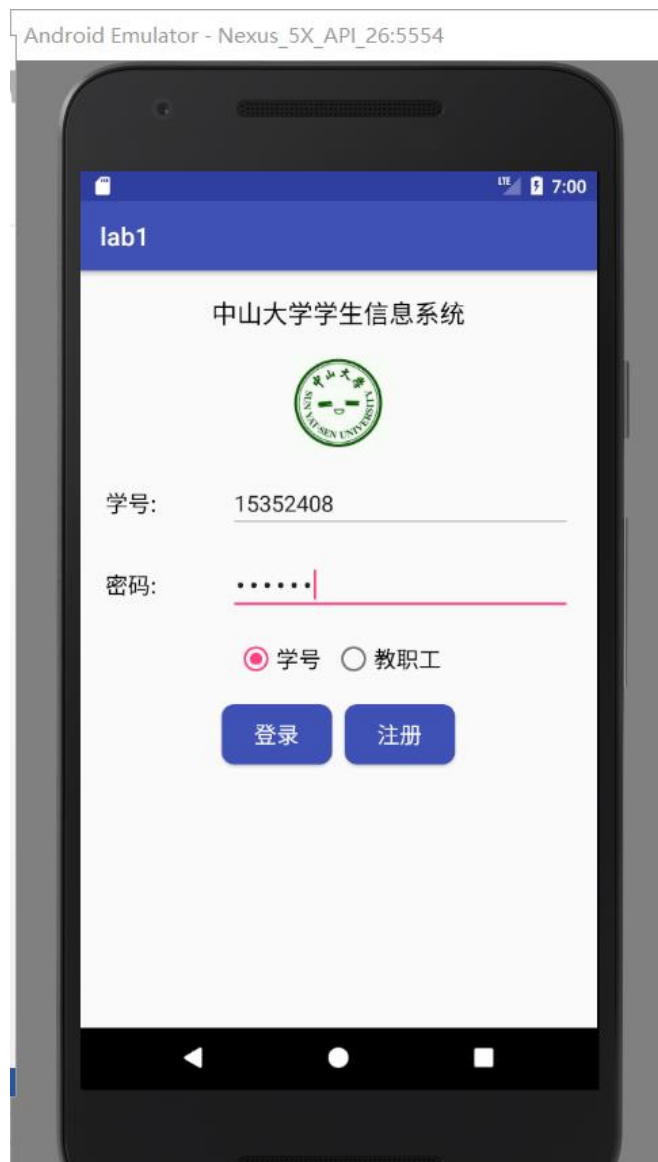 Android Emulator - Nexus_5X_API_26:5554
LTE 7:00
lab1
中山大学学生信息系统
中山大学
SUN YAT-SEN UNIVERSITY
学号: 15352408
密码: ••••••
学号 教职工
登录 注册